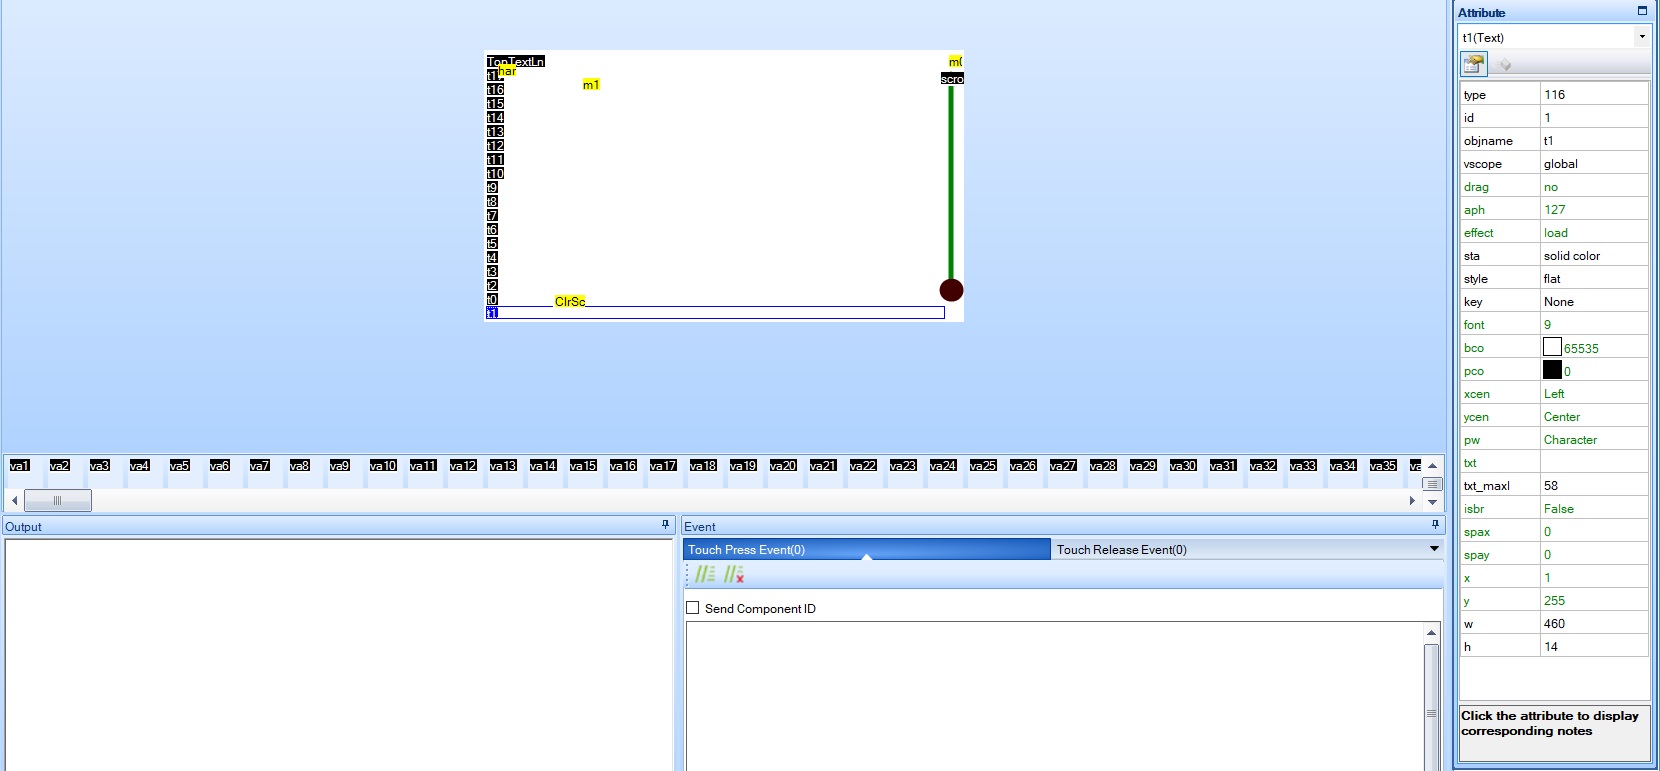 Attribute
t1(Text)
TopTextLn
m0
har
t16
m1
scro
t15
t14
t13
t12
t11
t10
t9
t8
t7
t6
t5
t4
t3
t2
t0
ClrSc
t1
type 116
id 1
objname t1
vscope global
drag no
aph 127
effect load
sta solid color
style flat
key None
font 9
bco 65535
pco 0
xcen Left
ycen Center
pw Character
txt
txt_maxl 58
isbr False
spax 0
spay 0
x 1
y 255
w 460
h 14
Click the attribute to display
corresponding notes
va1 va2 va3 va4 va5 va6 va7 va8 va9 va10 va11 va12 va13 va14 va15 va16 va17 va18 va19 va20 va21 va22 va23 va24 va25 va26 va27 va28 va29 va30 va31 va32 va33 va34 va35 va
Output
Event
Touch Press Event(0) Touch Release Event(0)
Send Component ID